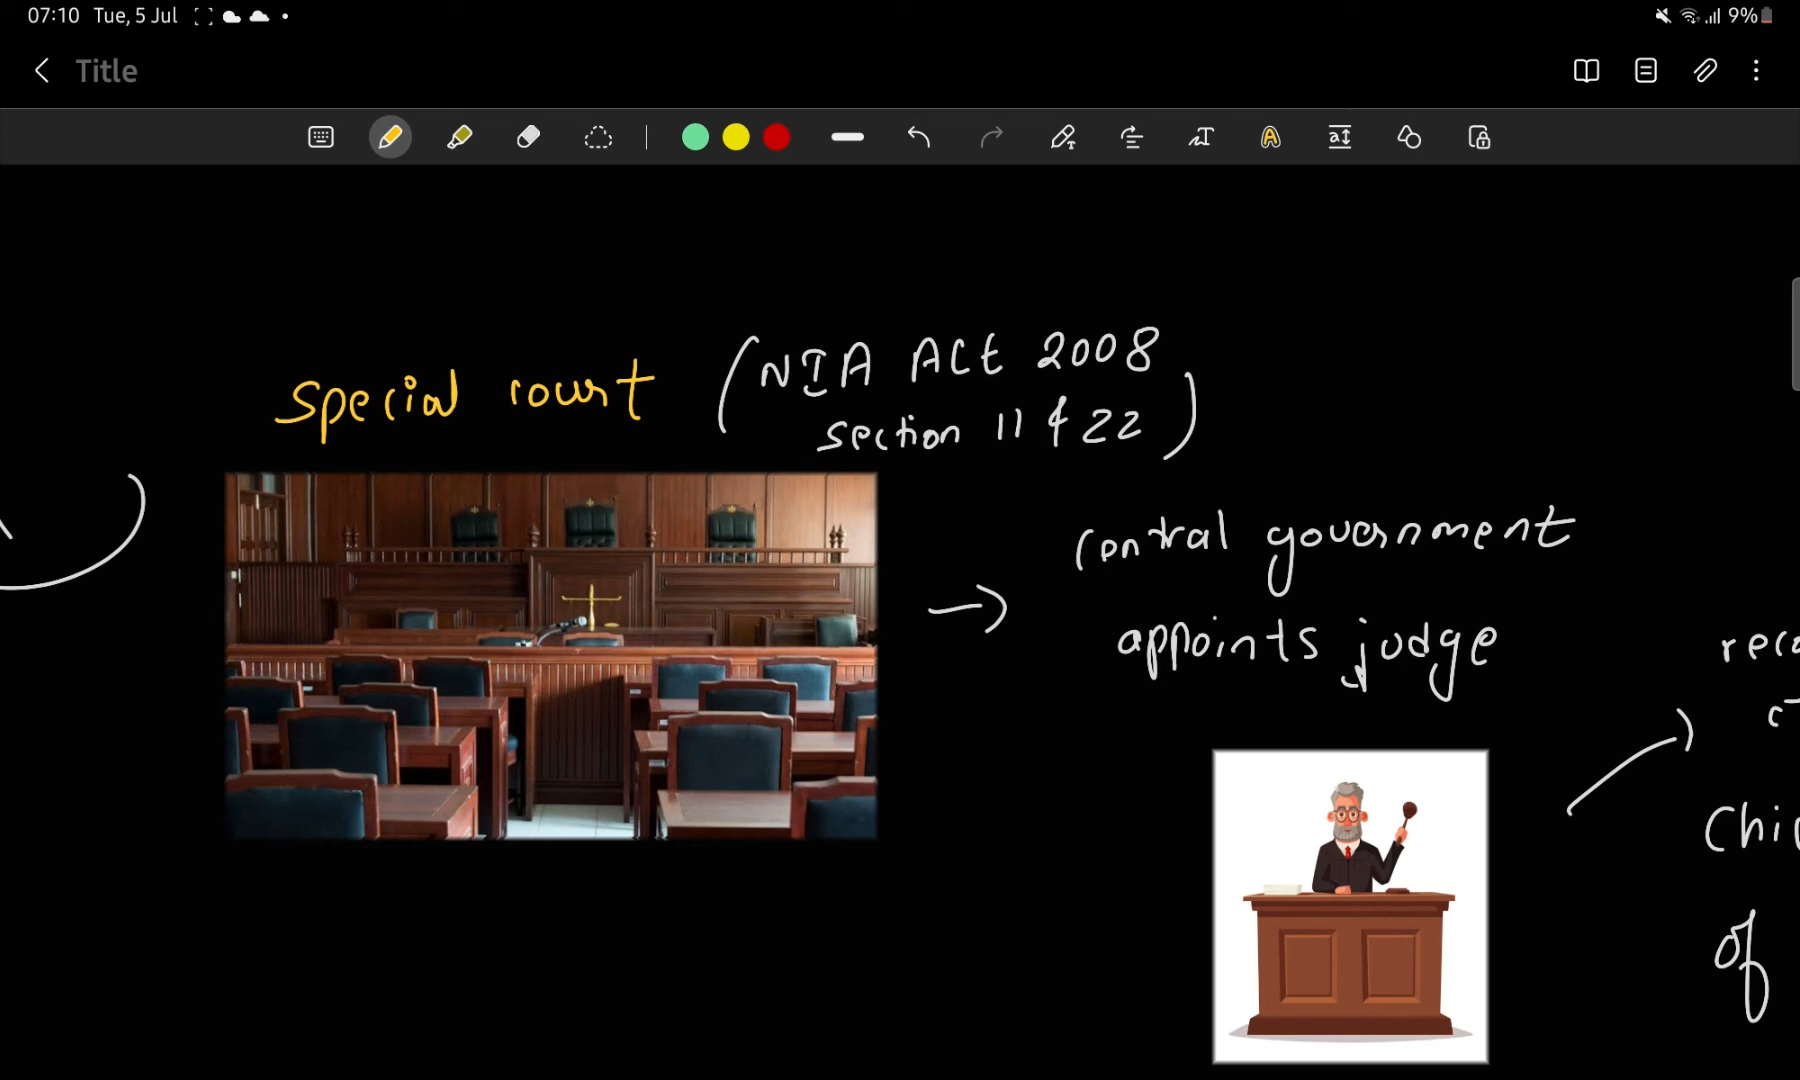 07:10 Tue, 5 Jul
9%
Title
special court (NIA Act 2008
section 11 & 22)
central government
appoints judge
of